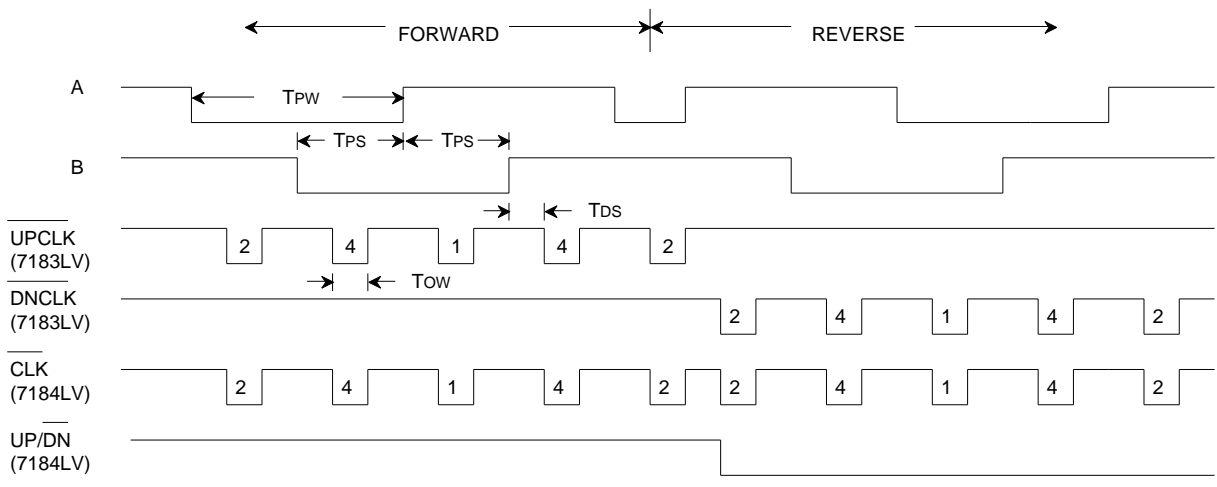 FORWARD REVERSE
A
TPW
TPS TPS
B
TDS
UPCLK
(7183LV)
2 4 1 4 2
TOW
DNCLK
(7183LV)
2 4 1 4 2
CLK
(7184LV)
2 4 1 4 2 2 4 1 4 2
UP/DN
(7184LV)